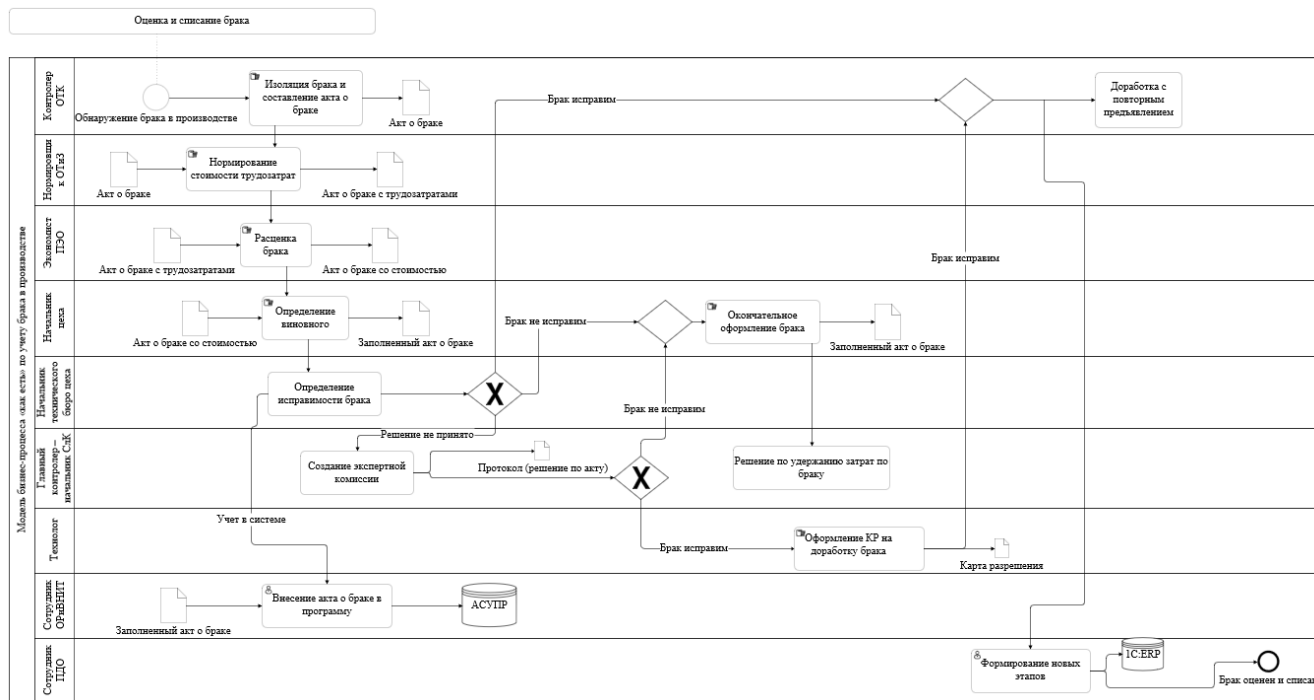 Оценка и списание брака
Модель бизнес-процесса «как есть» по учету брака в производстве
Контролер
ОТК
Обнаружение брака в производстве
Изоляция брака и
составление акта о
браке
Акт о браке
Брак исправим
Доработка с
повторным
предъявлением
Нормировщи
к ОТиЗ
Акт о браке
Нормирование
стоимости трудозатрат
Акт о браке с трудозатратами
Экономист
ПЭО
Акт о браке с трудозатратами
Расценка
брака
Акт о браке со стоимостью
Брак исправим
Начальник
цеха
Акт о браке со стоимостью
Определение
виновного
Заполненный акт о браке
Брак не исправим
Окончательное
оформление брака
Заполненный акт о браке
Начальник
технического
бюро цеха
Определение
исправимости брака
X
Брак не исправим
Главный
контролер –
начальник СлК
Решение не принято
Создание экспертной
комиссии
Протокол (решение по акту)
X
Решение по удержанию затрат по
браку
Технолог
Учет в системе
Брак исправим
Оформление КР на
доработку брака
Карта разрешения
Сотрудник
ОРиВНИТ
Заполненный акт о браке
Внесение акта о браке в
программу
АСУПР
Сотрудник
ПДО
Формирование новых
этапов
1С:ERP
Брак оценен и списан